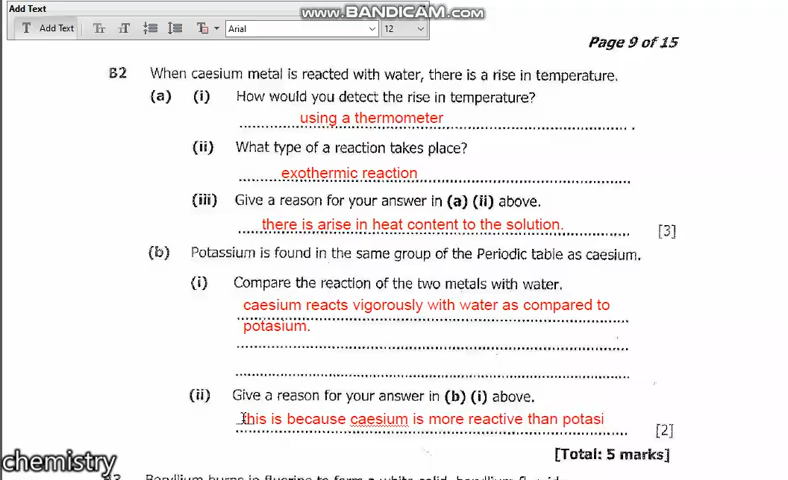 Add Text
www.BANDICAM.com
T Add Text Arial 12
Page 9 of 15
B2 When caesium metal is reacted with water, there is a rise in temperature.
(a) (i) How would you detect the rise in temperature?
using a thermometer
(ii) What type of a reaction takes place?
exothermic reaction
(iii) Give a reason for your answer in (a) (ii) above.
there is arise in heat content to the solution.
[3]
(b) Potassium is found in the same group of the Periodic table as caesium.
(i) Compare the reaction of the two metals with water.
caesium reacts vigorously with water as compared to
potasium.
(ii) Give a reason for your answer in (b) (i) above.
this is because caesium is more reactive than potasi
[2]
[Total: 5 marks]
chemistry